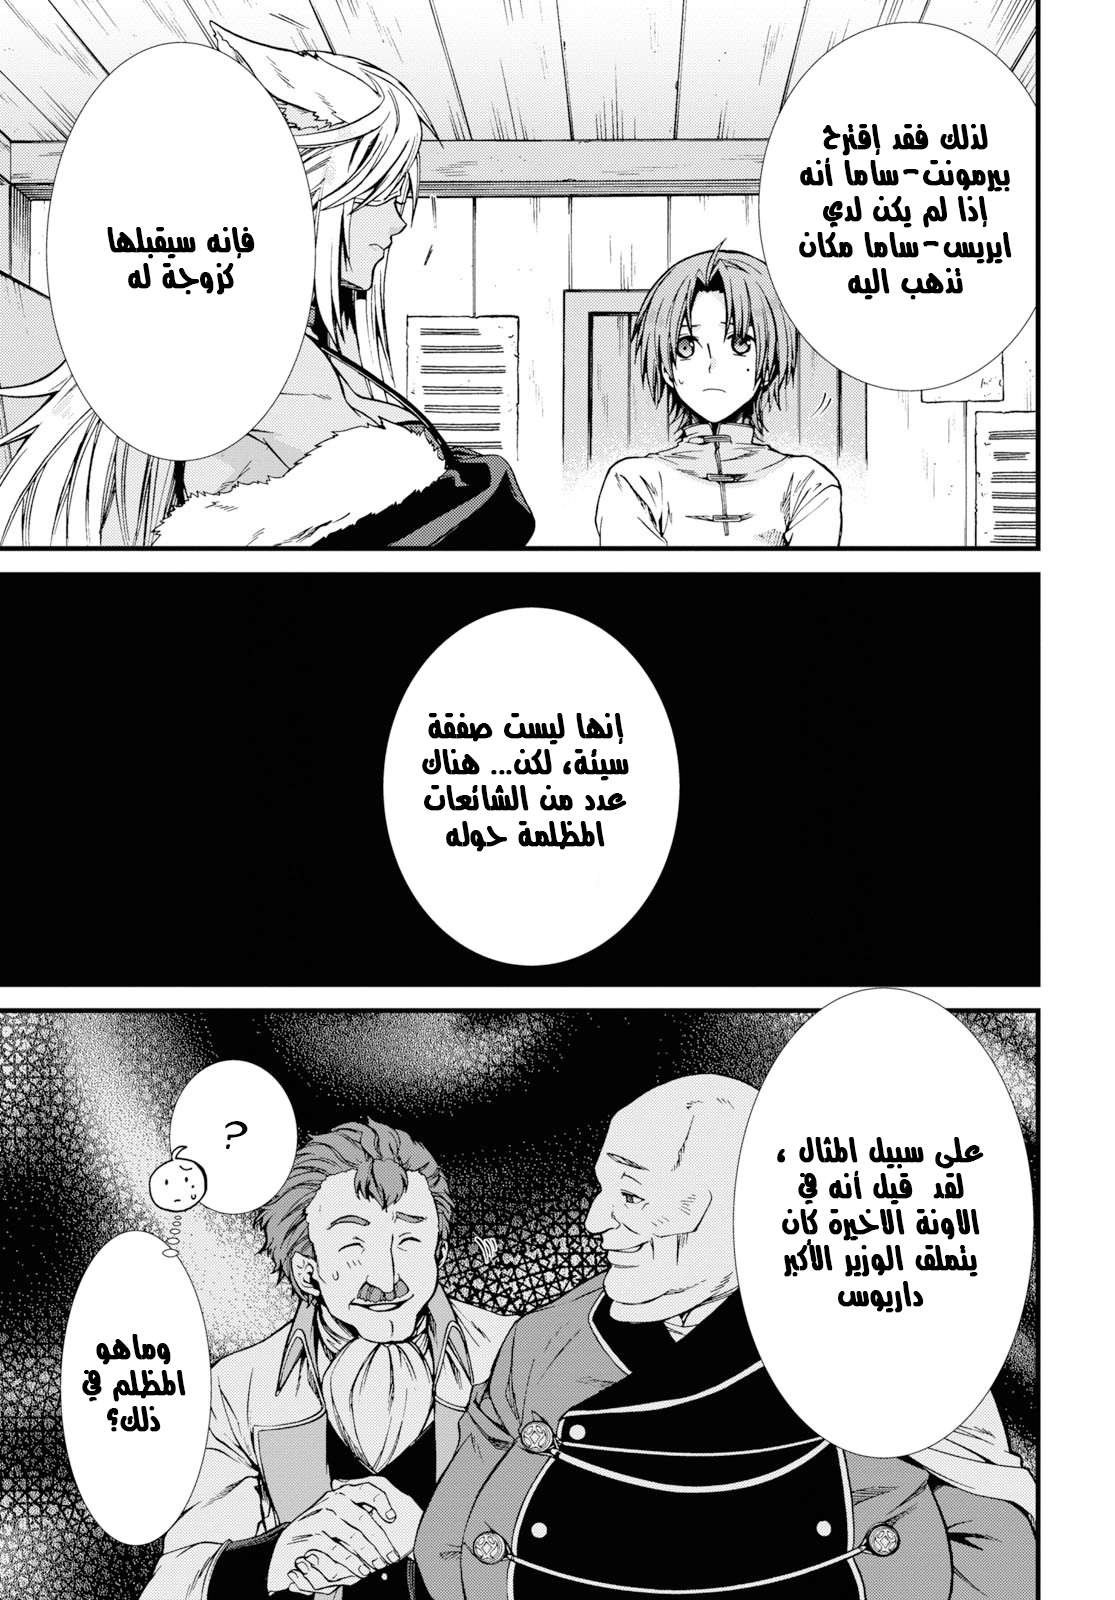 لذلك فقد إقترح
بيرمونت-ساما أنه
إذا لم يكن لدي
ايريس-ساما مكان
تذهب اليه
فإنه سيقبلها
كزوجة له
إنها ليست صفقة
سيئة، لكن... هناك
عدد من الشائعات
المظلمة حوله
على سبيل المثال ،
لقد قيل أنه في
الاونة الاخيرة كان
يتملق الوزير الأكبر
داريوس
?
وماهو
المظلم في
ذلك؟